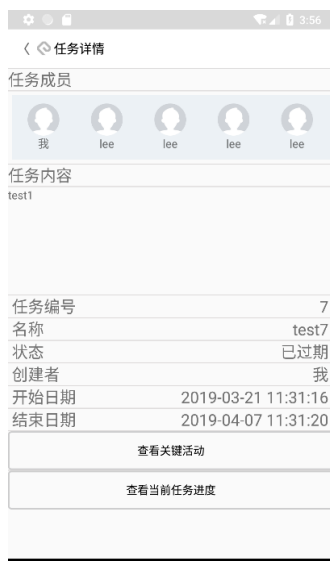 3:56
任务详情
任务成员
我 lee lee lee lee
任务内容
test1
任务编号 7
名称 test7
状态 已过期
创建者 我
开始日期 2019-03-21 11:31:16
结束日期 2019-04-07 11:31:20
查看关键活动
查看当前任务进度